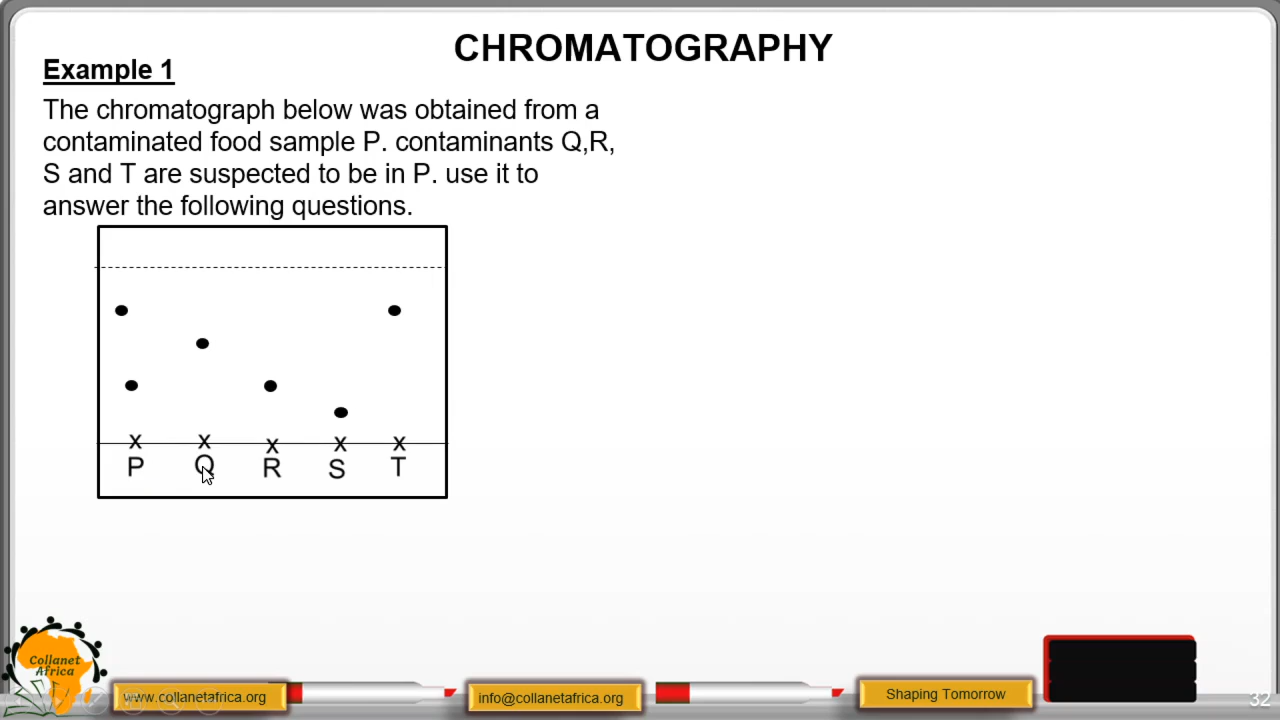 CHROMATOGRAPHY
Example 1
The chromatograph below was obtained from a
contaminated food sample P. contaminants Q,R,
S and T are suspected to be in P. use it to
answer the following questions.
x x x x x
P Q R S T
Collanet
Africa
www.collanetafrica.org
info@collanetafrica.org
Shaping Tomorrow
32